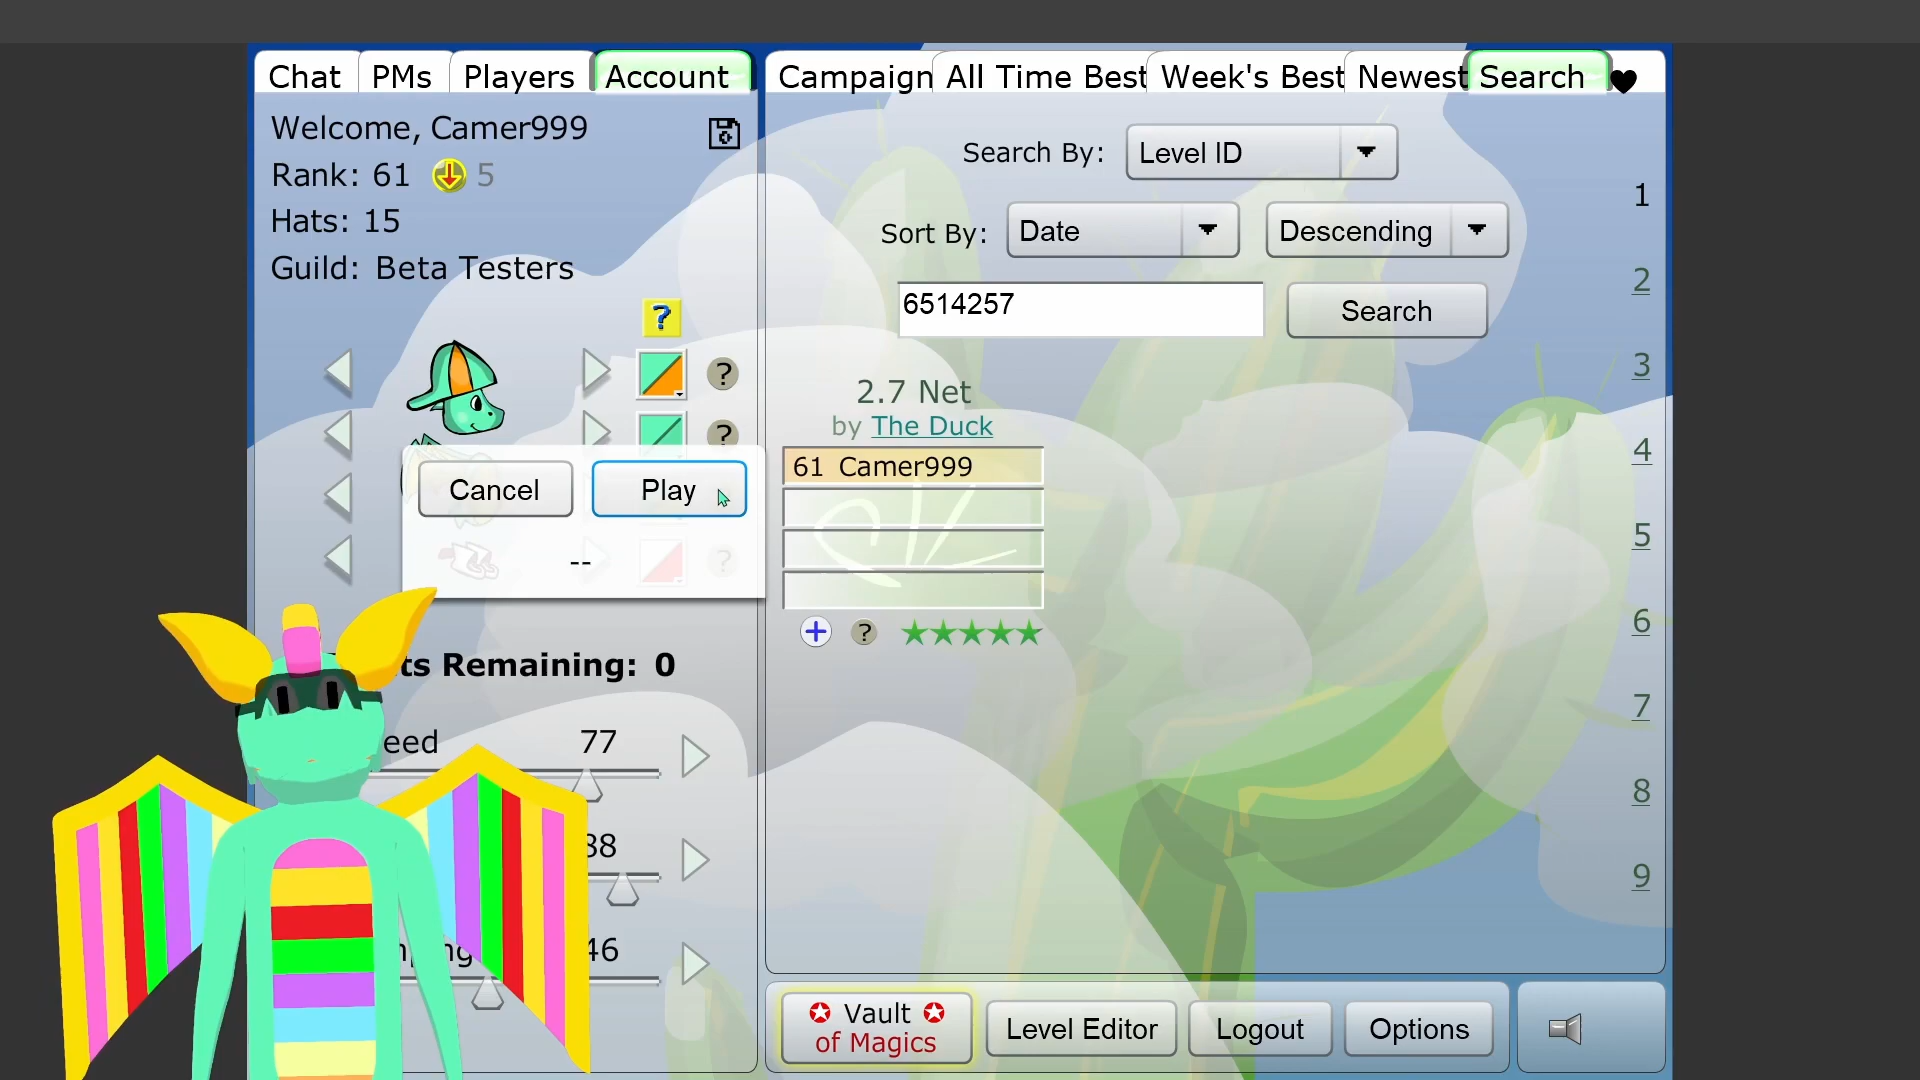 Chat PMs Players Account
Campaign All Time Best Week's Best Newest Search
Welcome, Camer999
Rank: 61 5
Hats: 15
Guild: Beta Testers
?
?
?
Cancel Play
?
--
ts Remaining: 0
eed 77
88
ng 46
Search By: Level ID
Sort By: Date Descending
6514257 Search
2.7 Net
by The Duck
61 Camer999
?
1
2
3
4
5
6
7
8
9
Vault
of Magics
Level Editor Logout Options